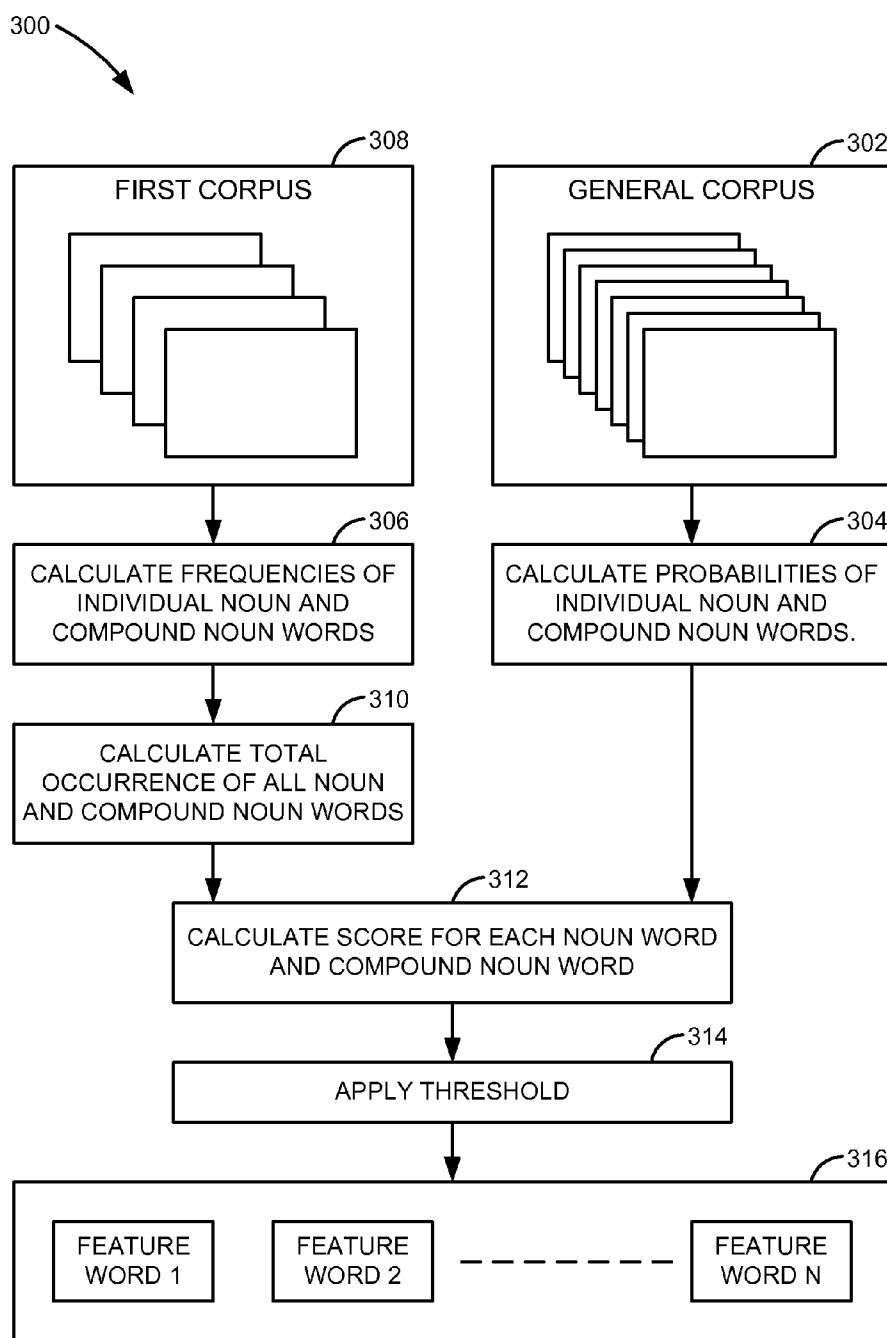 300
308
FIRST CORPUS
302
GENERAL CORPUS
306
CALCULATE FREQUENCIES OF
INDIVIDUAL NOUN AND
COMPOUND NOUN WORDS
304
CALCULATE PROBABILITIES OF
INDIVIDUAL NOUN AND
COMPOUND NOUN WORDS.
310
CALCULATE TOTAL
OCCURRENCE OF ALL NOUN
AND COMPOUND NOUN WORDS
312
CALCULATE SCORE FOR EACH NOUN WORD
AND COMPOUND NOUN WORD
314
APPLY THRESHOLD
316
FEATURE
WORD 1
FEATURE
WORD 2
FEATURE
WORD N